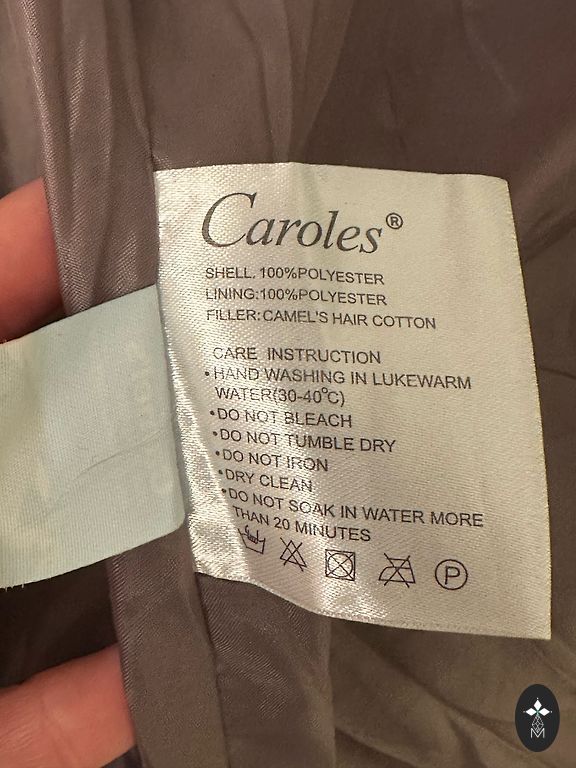 Caroles®
SHELL. 100%POLYESTER
LINING:100%POLYESTER
FILLER: CAMEL'S HAIR COTTON
CARE INSTRUCTION
•HAND WASHING IN LUKEWARM
WATER(30-40°C)
•DO NOT BLEACH
•DO NOT TUMBLE DRY
•DO NOT IRON
•DRY CLEAN
•DO NOT SOAK IN WATER MORE
THAN 20 MINUTES
P
M